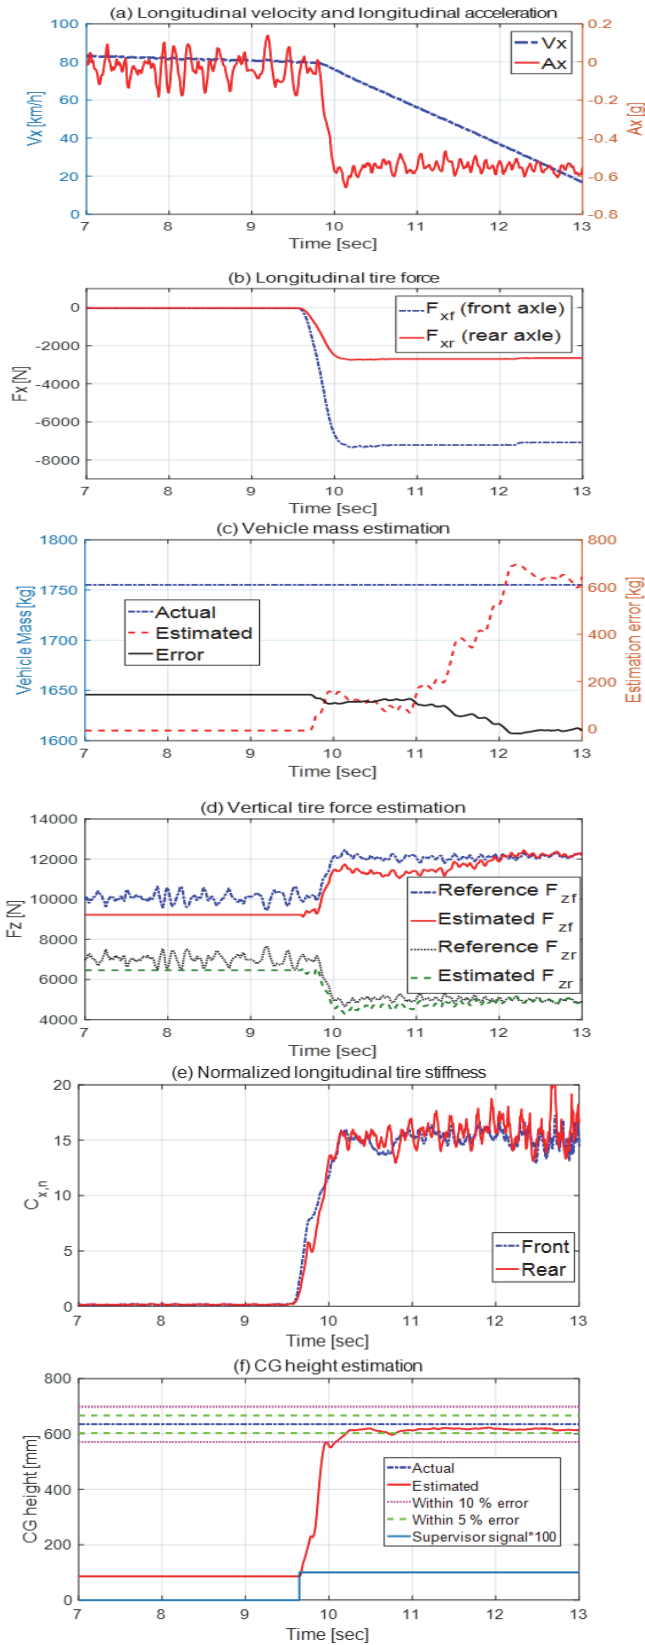 (a) Longitudinal velocity and longitudinal acceleration
100
80
60
40
20
0
Vx [km/h]
Vx
Ax
0.2
0
-0.2
-0.4
-0.6
-0.8
Ax [g]
7 8 9 10 11 12 13
Time [sec]
(b) Longitudinal tire force
0
-2000
-4000
-6000
-8000
Fx [N]
F xf (front axle)
F xr (rear axle)
7 8 9 10 11 12 13
Time [sec]
(c) Vehicle mass estimation
1800
1750
1700
1650
1600
Vehicle Mass [kg]
Actual
Estimated
Error
800
600
400
200
0
Estimation error [kg]
7 8 9 10 11 12 13
Time [sec]
(d) Vertical tire force estimation
14000
12000
10000
8000
6000
4000
Fz [N]
Reference F zf
Estimated F zf
Reference F zr
Estimated F zr
7 8 9 10 11 12 13
Time [sec]
(e) Normalized longitudinal tire stiffness
20
15
10
5
0
C x,n
Front
Rear
7 8 9 10 11 12 13
Time [sec]
(f) CG height estimation
800
600
400
200
0
CG height [mm]
Actual
Estimated
Within 10 % error
Within 5 % error
Supervisor signal*100
7 8 9 10 11 12 13
Time [sec]